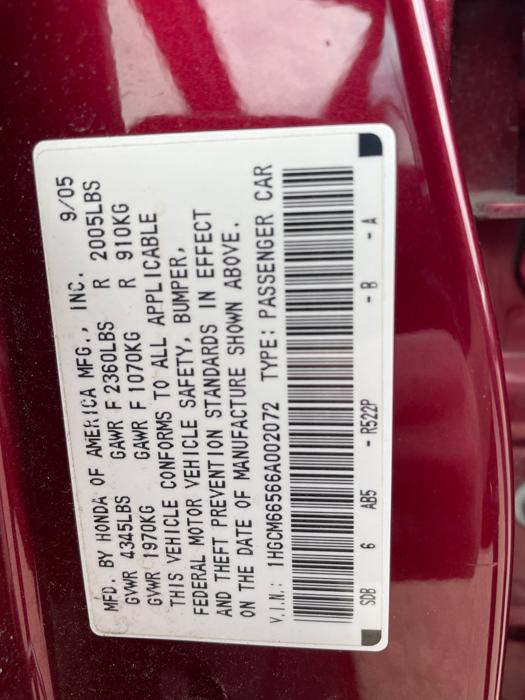 MFD. BY HONDA OF AMERICA MFG., INC. 9/05
GVWR 4345LBS GAWR F 2360LBS R 2005LBS
GVWR 1970KG GAWR F 1070KG R 910KG
THIS VEHICLE CONFORMS TO ALL APPLICABLE
FEDERAL MOTOR VEHICLE SAFETY, BUMPER,
AND THEFT PREVENTION STANDARDS IN EFFECT
ON THE DATE OF MANUFACTURE SHOWN ABOVE.
V.I.N.: 1HGCM66566A002072 TYPE: PASSENGER CAR
SDB 6 AB5 - R522P - B - A